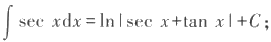 ∫ sec xdx=ln|sec x+tan x|+C;